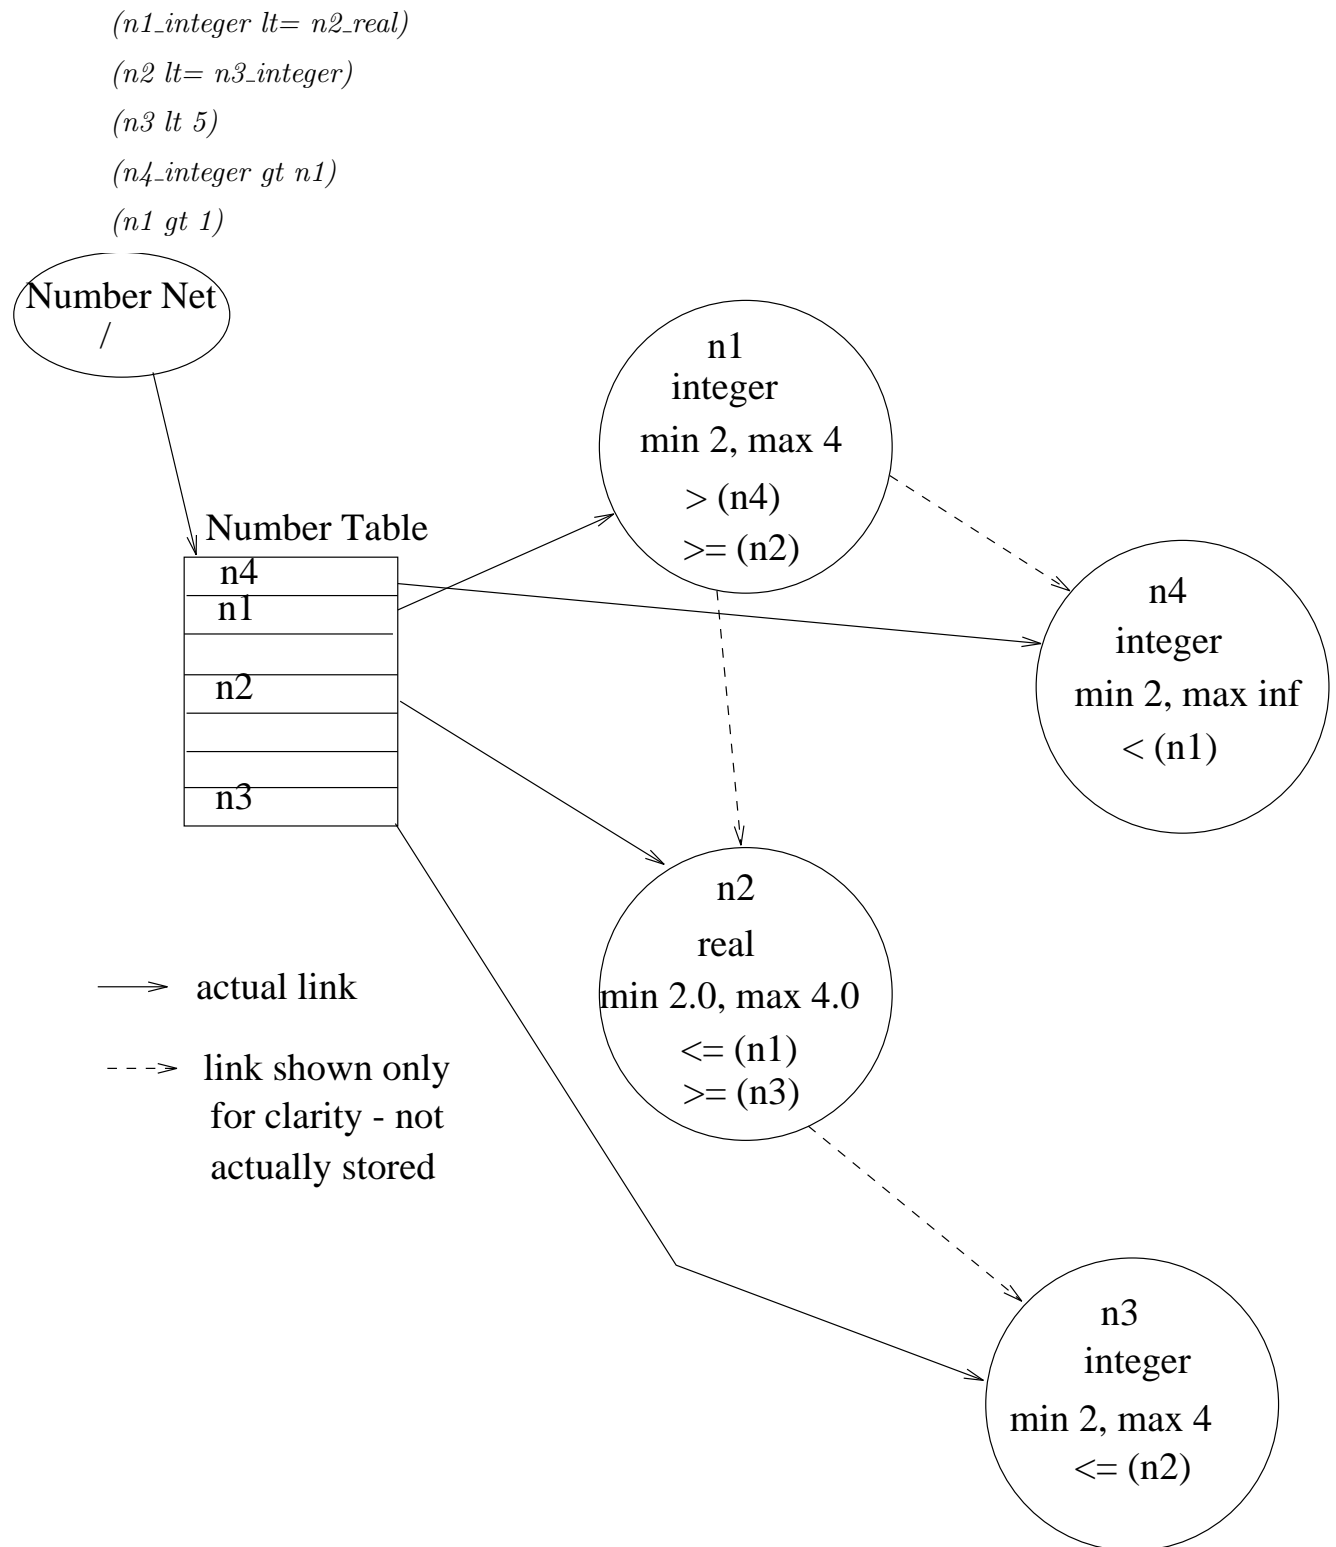 (n1_integer lt= n2_real)
(n2 lt= n3_integer)
(n3 lt 5)
(n4_integer gt n1)
(n1 gt 1)
Number Net
/
Number Table
n4
n1
n2
n3
n1
integer
min 2, max 4
> (n4)
>= (n2)
n4
integer
min 2, max inf
< (n1)
n2
real
min 2.0, max 4.0
<= (n1)
>= (n3)
actual link
link shown only
for clarity - not
actually stored
n3
integer
min 2, max 4
<= (n2)